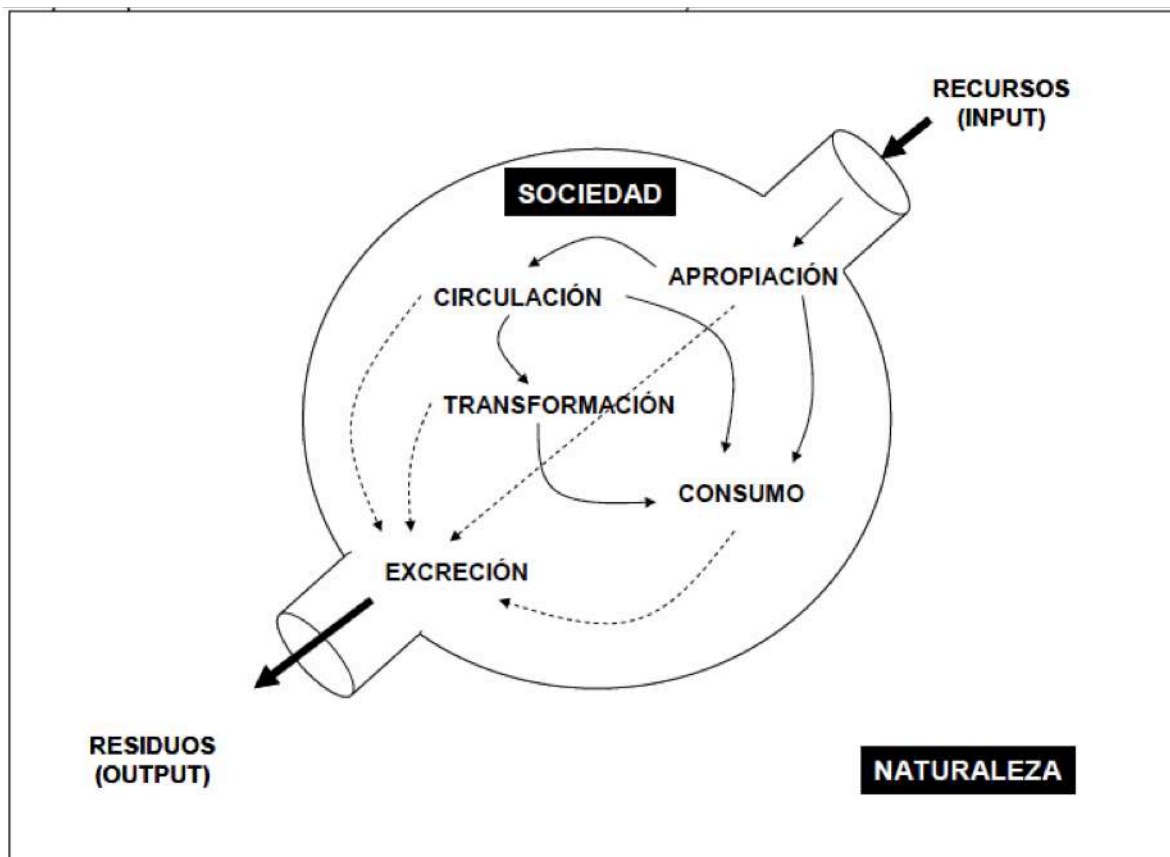 RECURSOS
(INPUT)
SOCIEDAD
APROPIACIÓN
CIRCULACIÓN
TRANSFORMACIÓN
CONSUMO
EXCRECIÓN
RESIDUOS
(OUTPUT)
NATURALEZA